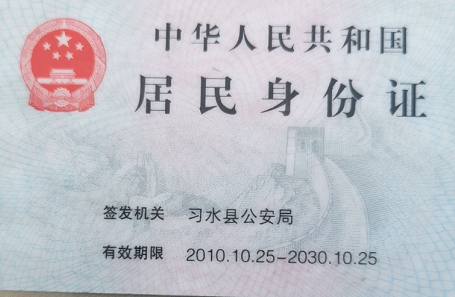 中华人民共和国
居民身份证
签发机关 习水县公安局
有效期限 2010.10.25-2030.10.25